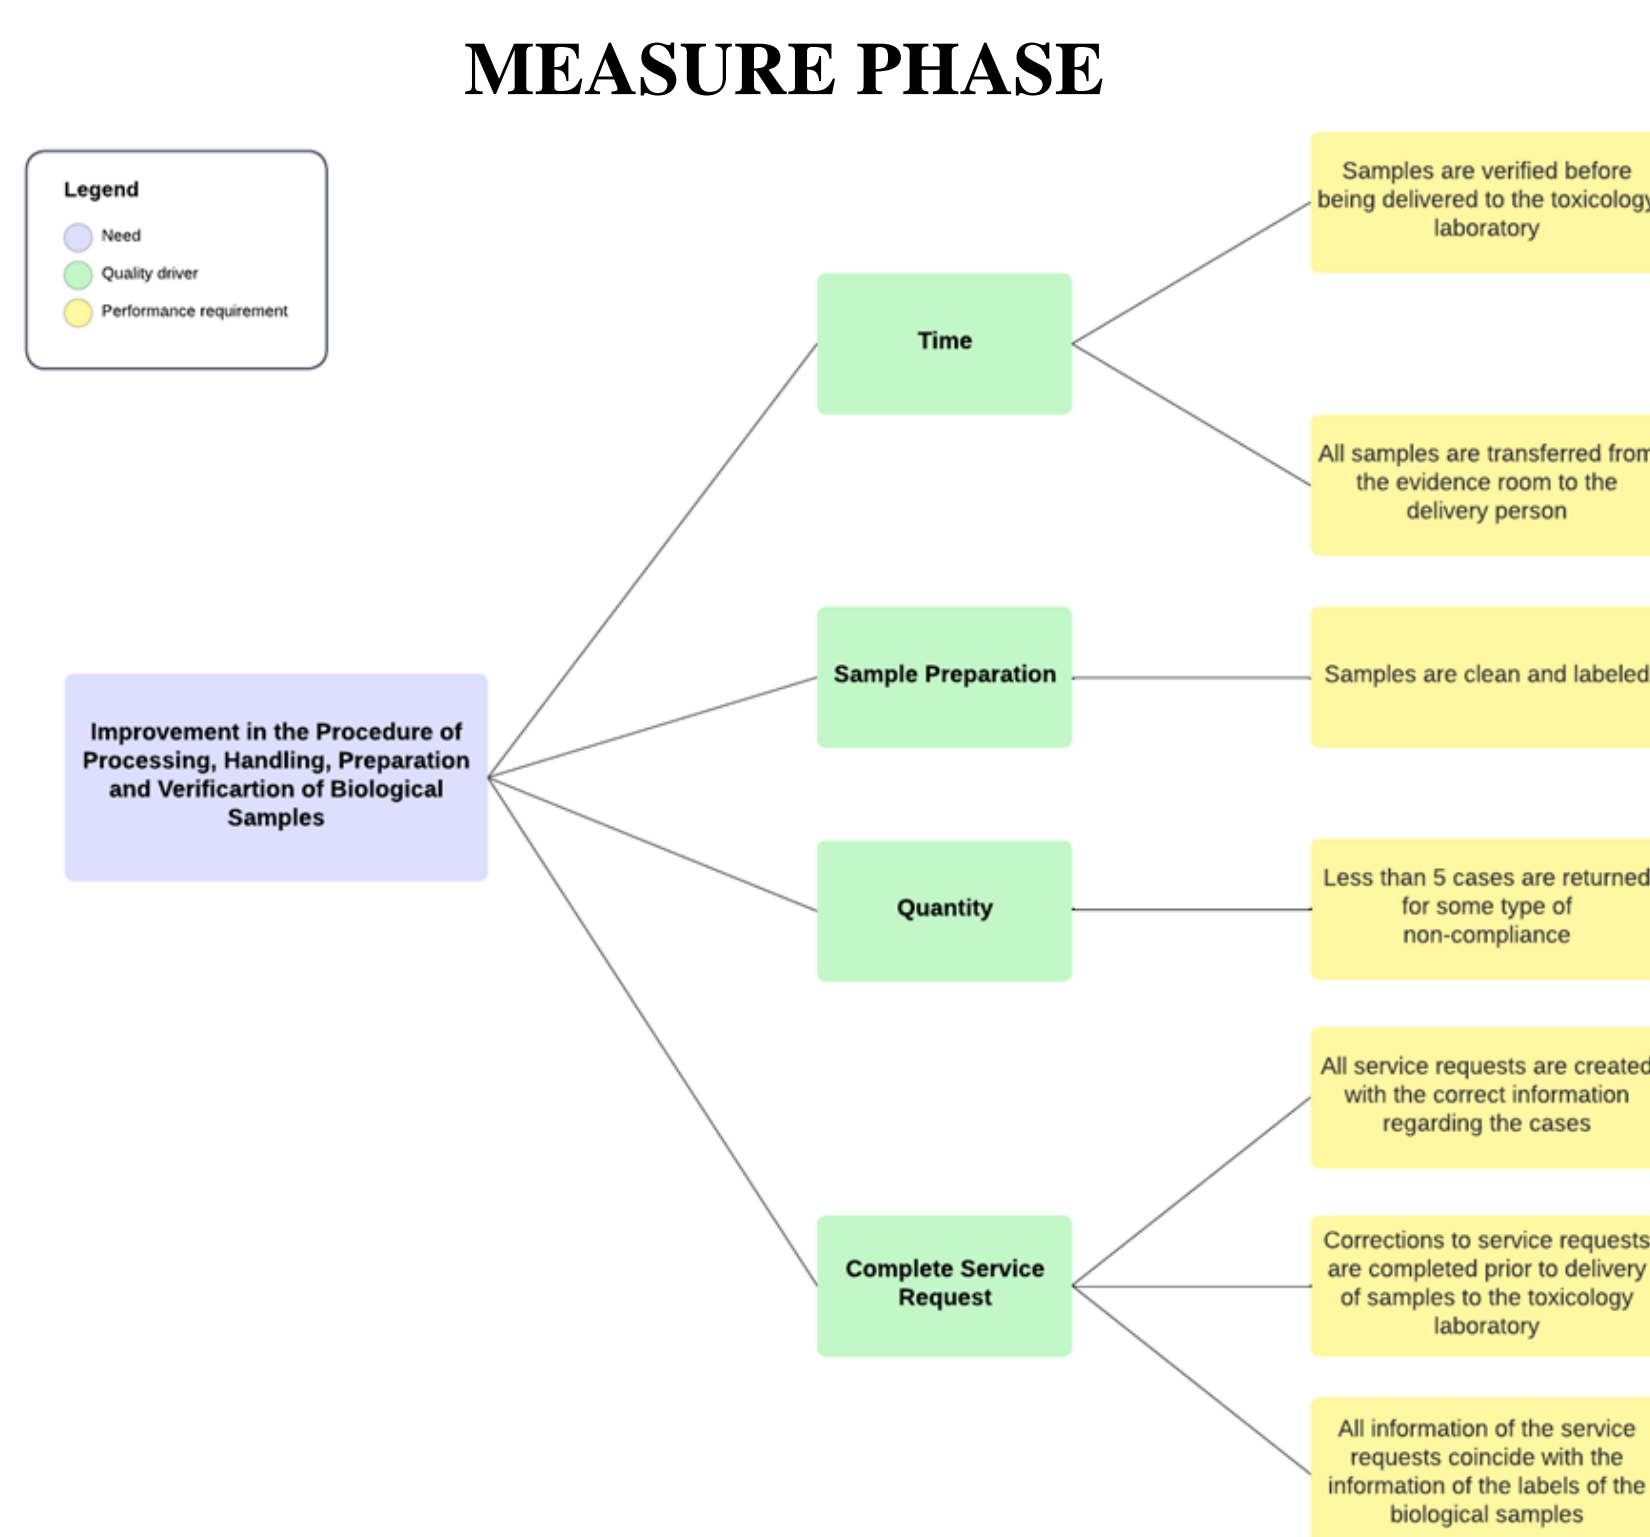 MEASURE PHASE
Legend
Need
Quality driver
Performance requirement
Improvement in the Procedure of
Processing, Handling, Preparation
and Verificartion of Biological
Samples
Time
Samples are verified before
being delivered to the toxicology
laboratory
All samples are transferred from
the evidence room to the
delivery person
Sample Preparation
Samples are clean and labeled
Quantity
Less than 5 cases are returned
for some type of
non-compliance
Complete Service
Request
All service requests are created
with the correct information
regarding the cases
Corrections to service requests
are completed prior to delivery
of samples to the toxicology
laboratory
All information of the service
requests coincide with the
information of the labels of the
biological samples